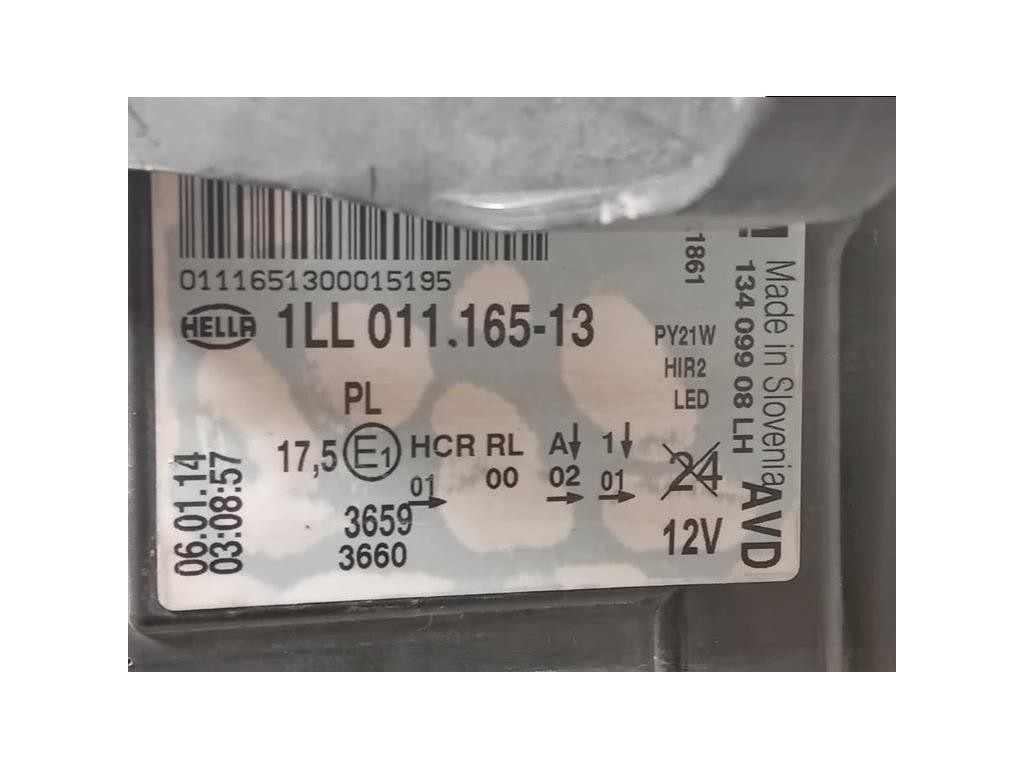 0111651300015195
HELLA 1LL 011.165-13
PL
17,5 E1 HCR RL A 1
01 00 02 01
3659
3660
PY21W
HIR2
LED
24
12V
06.01.14
03:08:57
1861
134 099 08 LH
Made in Slovenia
AVD